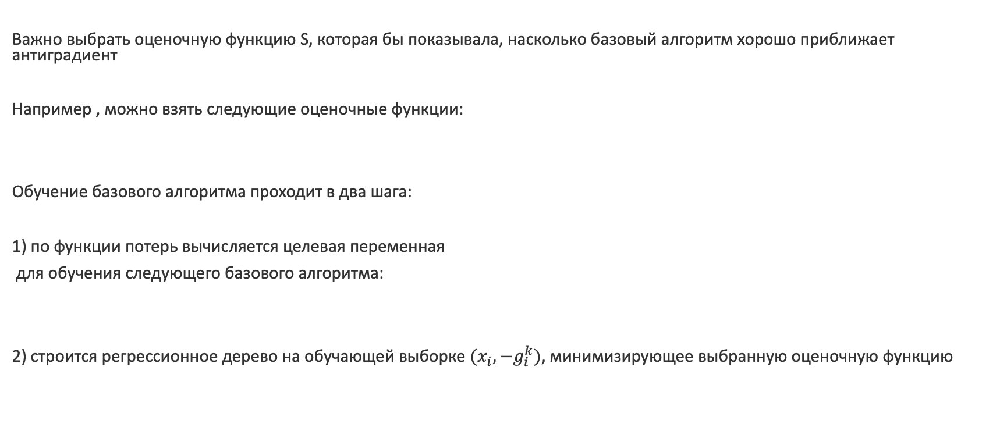 Важно выбрать оценочную функцию S, которая бы показывала, насколько базовый алгоритм хорошо приближает
антиградиент
Например , можно взять следующие оценочные функции:
Обучение базового алгоритма проходит в два шага:
1) по функции потерь вычисляется целевая переменная
для обучения следующего базового алгоритма:
2) строится регрессионное дерево на обучающей выборке (xᵢ, −gᵢᵏ), минимизирующее выбранную оценочную функцию